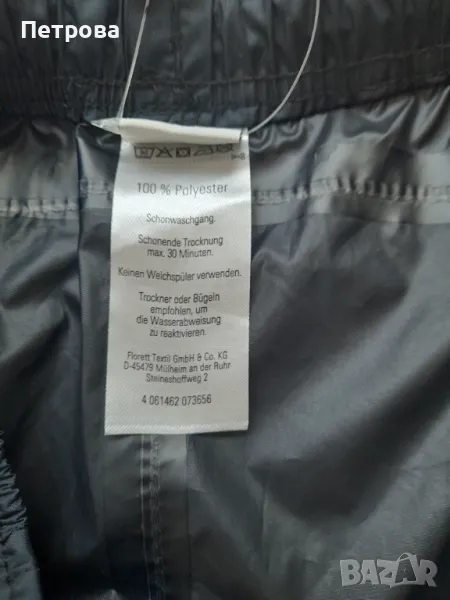 Петрова
100 % Polyester
Schonwaschgang.
Schonende Trocknung
max. 30 Minuten.
Keinen Weichspüler verwenden.
Trockner oder Bügeln
empfohlen, um
die Wasserabweisung
zu reaktivieren.
Florett Textil GmbH & Co. KG
D-45479 Mülheim an der Ruhr
Steineshoffweg 2
4 061462 073656
BAZAR